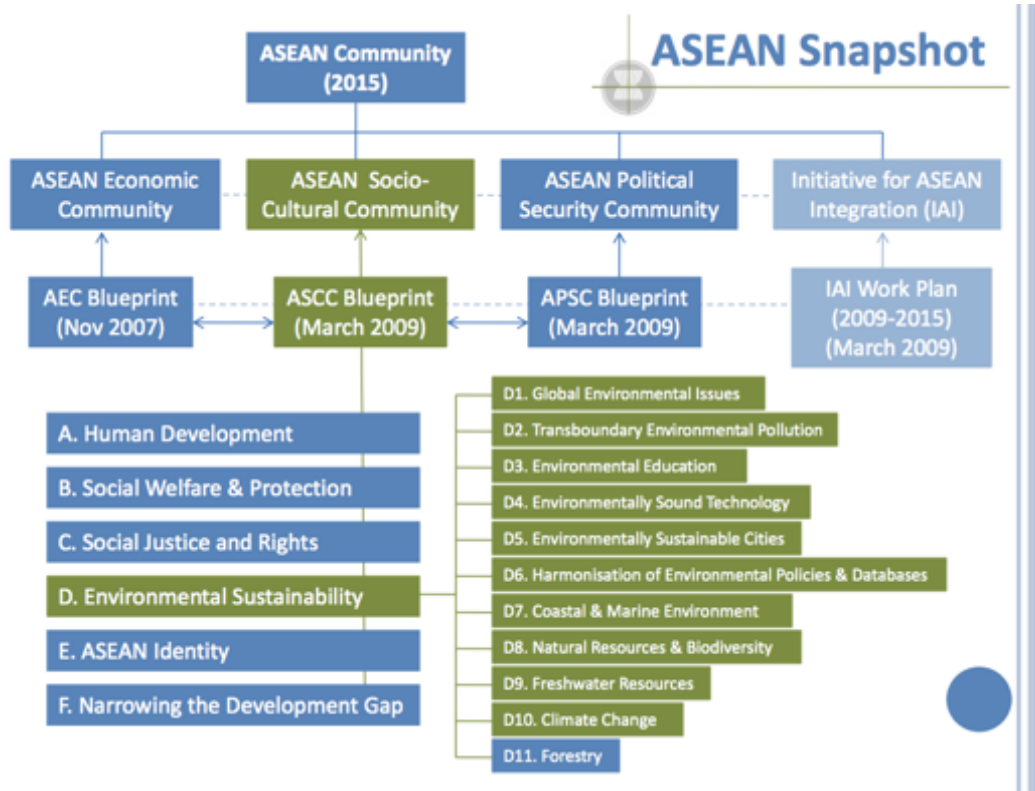 ASEAN Snapshot
ASEAN Community
(2015)
ASEAN Economic
Community
ASEAN Socio-
Cultural Community
ASEAN Political
Security Community
Initiative for ASEAN
Integration (IAI)
AEC Blueprint
(Nov 2007)
ASCC Blueprint
(March 2009)
APSC Blueprint
(March 2009)
IAI Work Plan
(2009-2015)
(March 2009)
A. Human Development
B. Social Welfare & Protection
C. Social Justice and Rights
D. Environmental Sustainability
E. ASEAN Identity
F. Narrowing the Development Gap
D1. Global Environmental Issues
D2. Transboundary Environmental Pollution
D3. Environmental Education
D4. Environmentally Sound Technology
D5. Environmentally Sustainable Cities
D6. Harmonisation of Environmental Policies & Databases
D7. Coastal & Marine Environment
D8. Natural Resources & Biodiversity
D9. Freshwater Resources
D10. Climate Change
D11. Forestry